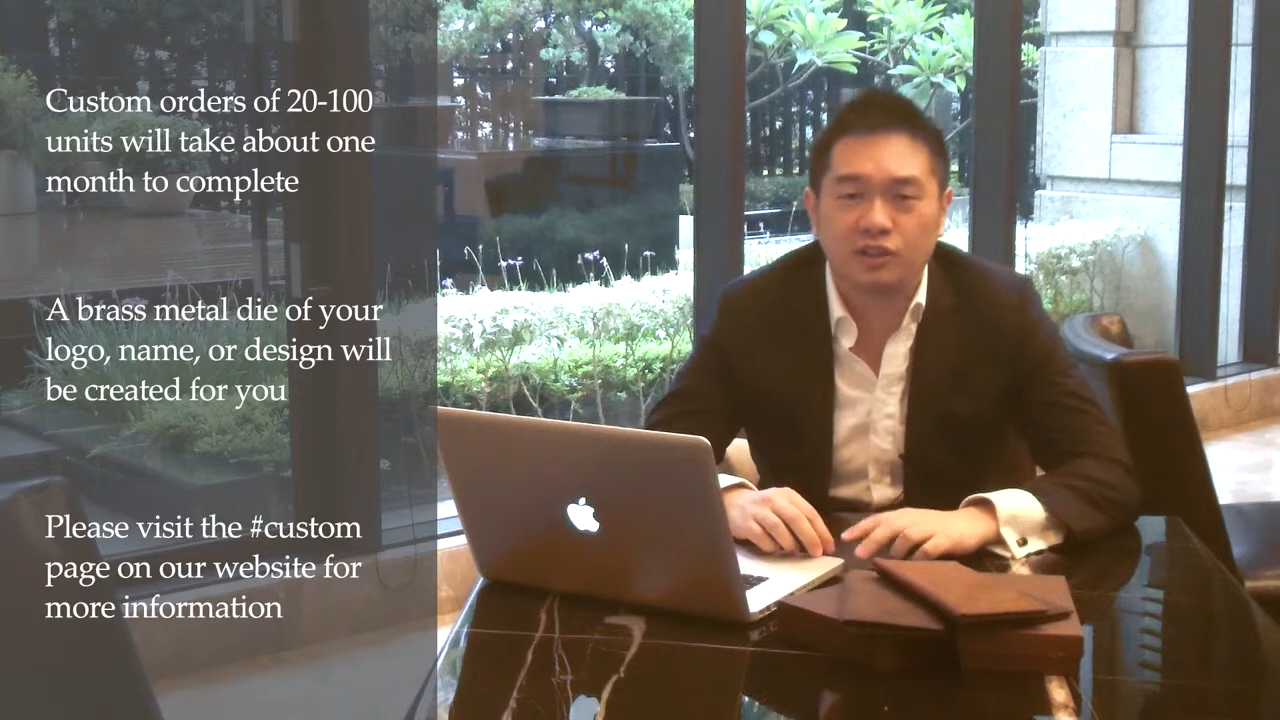 Custom orders of 20-100
units will take about one
month to complete
A brass metal die of your
logo, name, or design will
be created for you
Please visit the #custom
page on our website for
more information